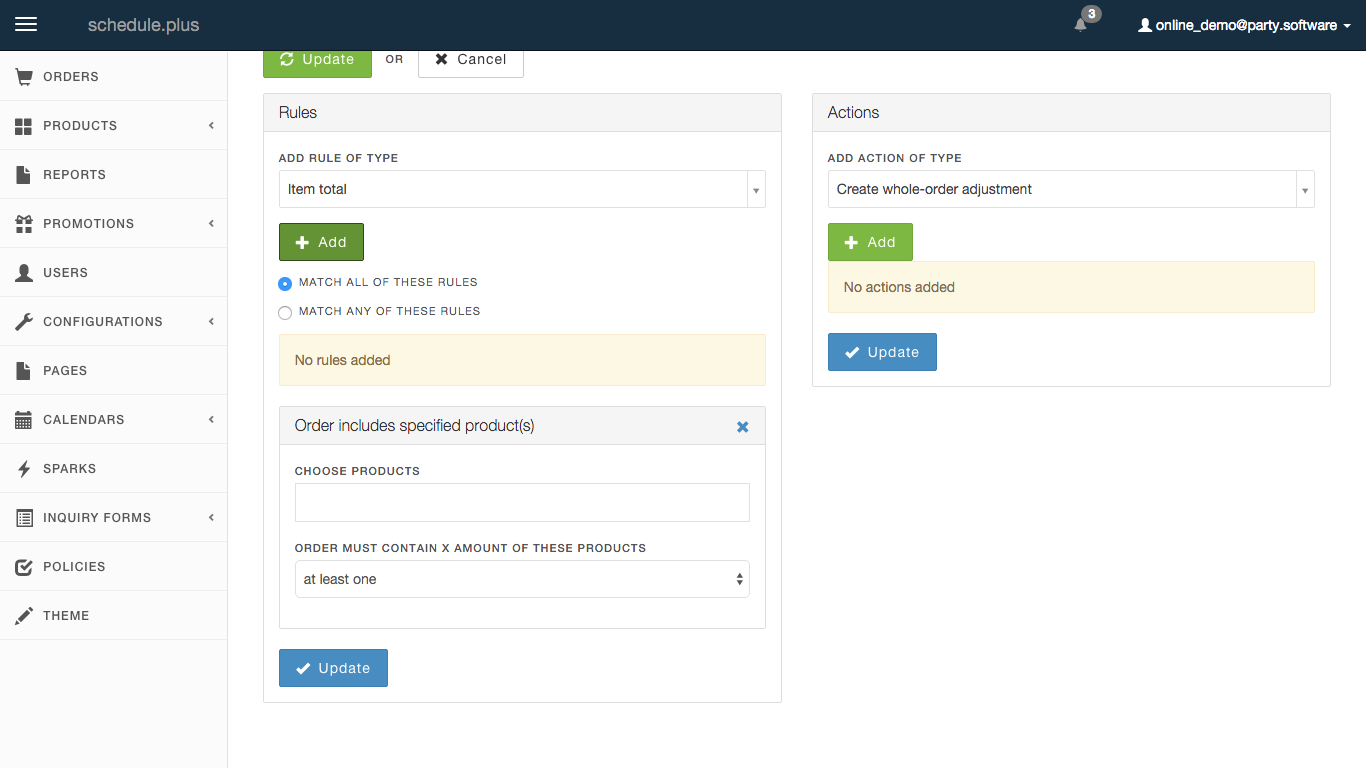 schedule.plus
3
online_demo@party.software
ORDERS
PRODUCTS
REPORTS
PROMOTIONS
USERS
CONFIGURATIONS
PAGES
CALENDARS
SPARKS
INQUIRY FORMS
POLICIES
THEME
Update OR Cancel
Rules
ADD RULE OF TYPE
Item total
Add
MATCH ALL OF THESE RULES
MATCH ANY OF THESE RULES
No rules added
Order includes specified product(s)
CHOOSE PRODUCTS
ORDER MUST CONTAIN X AMOUNT OF THESE PRODUCTS
at least one
Update
Actions
ADD ACTION OF TYPE
Create whole-order adjustment
Add
No actions added
Update